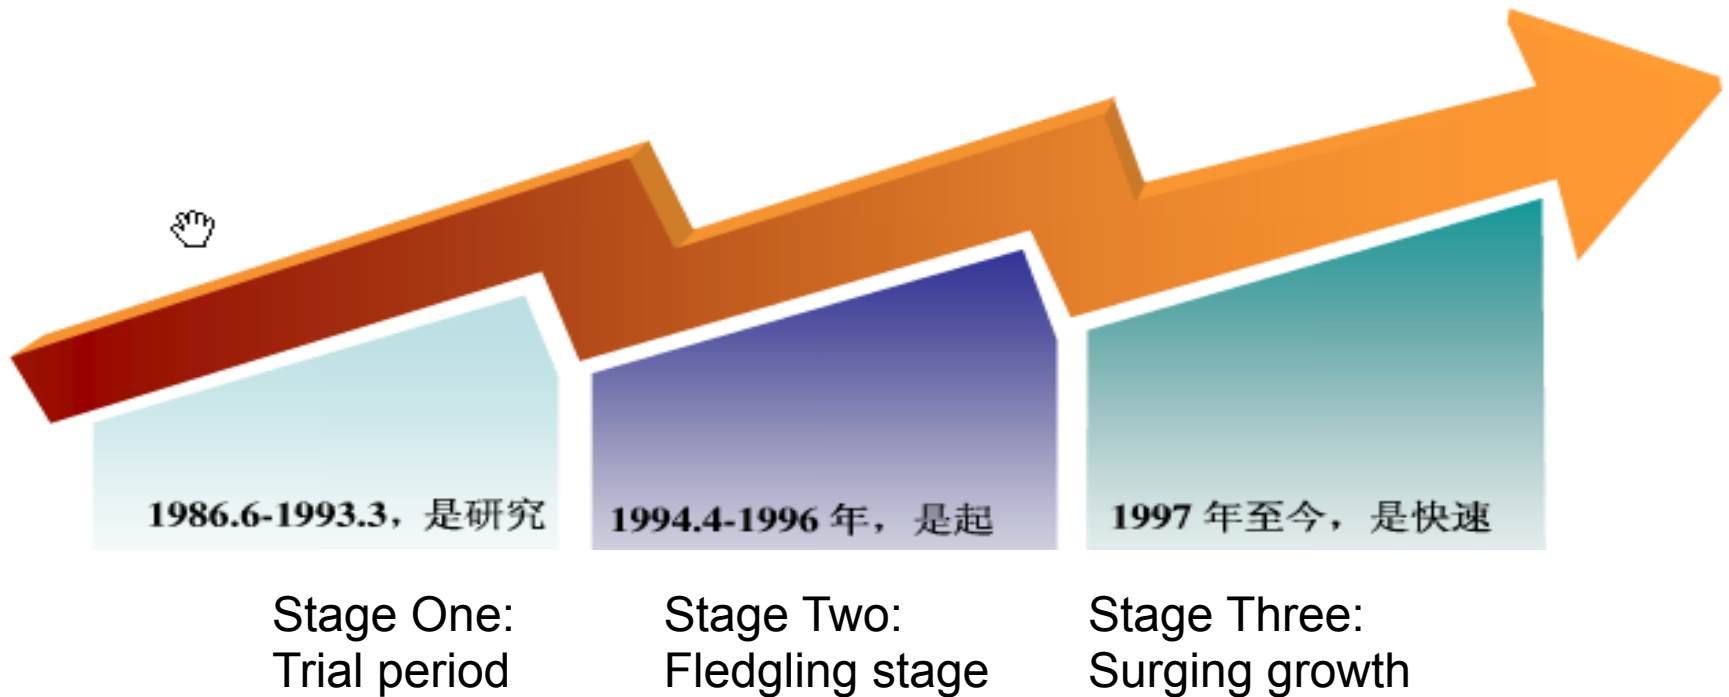 1986.6-1993.3，是研究
1994.4-1996 年，是起
1997 年至今，是快速
Stage One:
Trial period
Stage Two:
Fledgling stage
Stage Three:
Surging growth